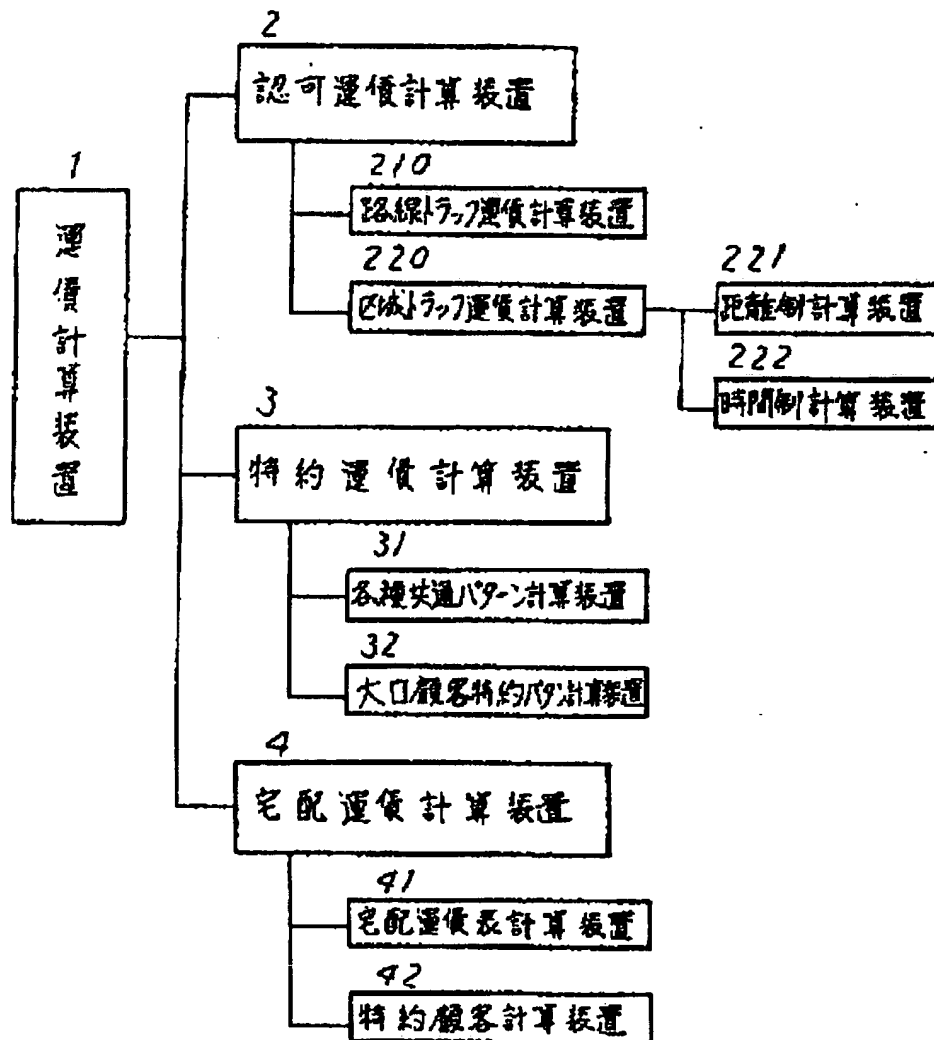 1
運賃計算装置
2
認可運賃計算装置
210
路線トラック運賃計算装置
220
区域トラック運賃計算装置
221
距離制計算装置
222
時間制計算装置
3
特約運賃計算装置
31
各種共通パターン計算装置
32
大口顧客特約パタン計算装置
4
宅配運賃計算装置
41
宅配運賃表計算装置
42
特約顧客計算装置